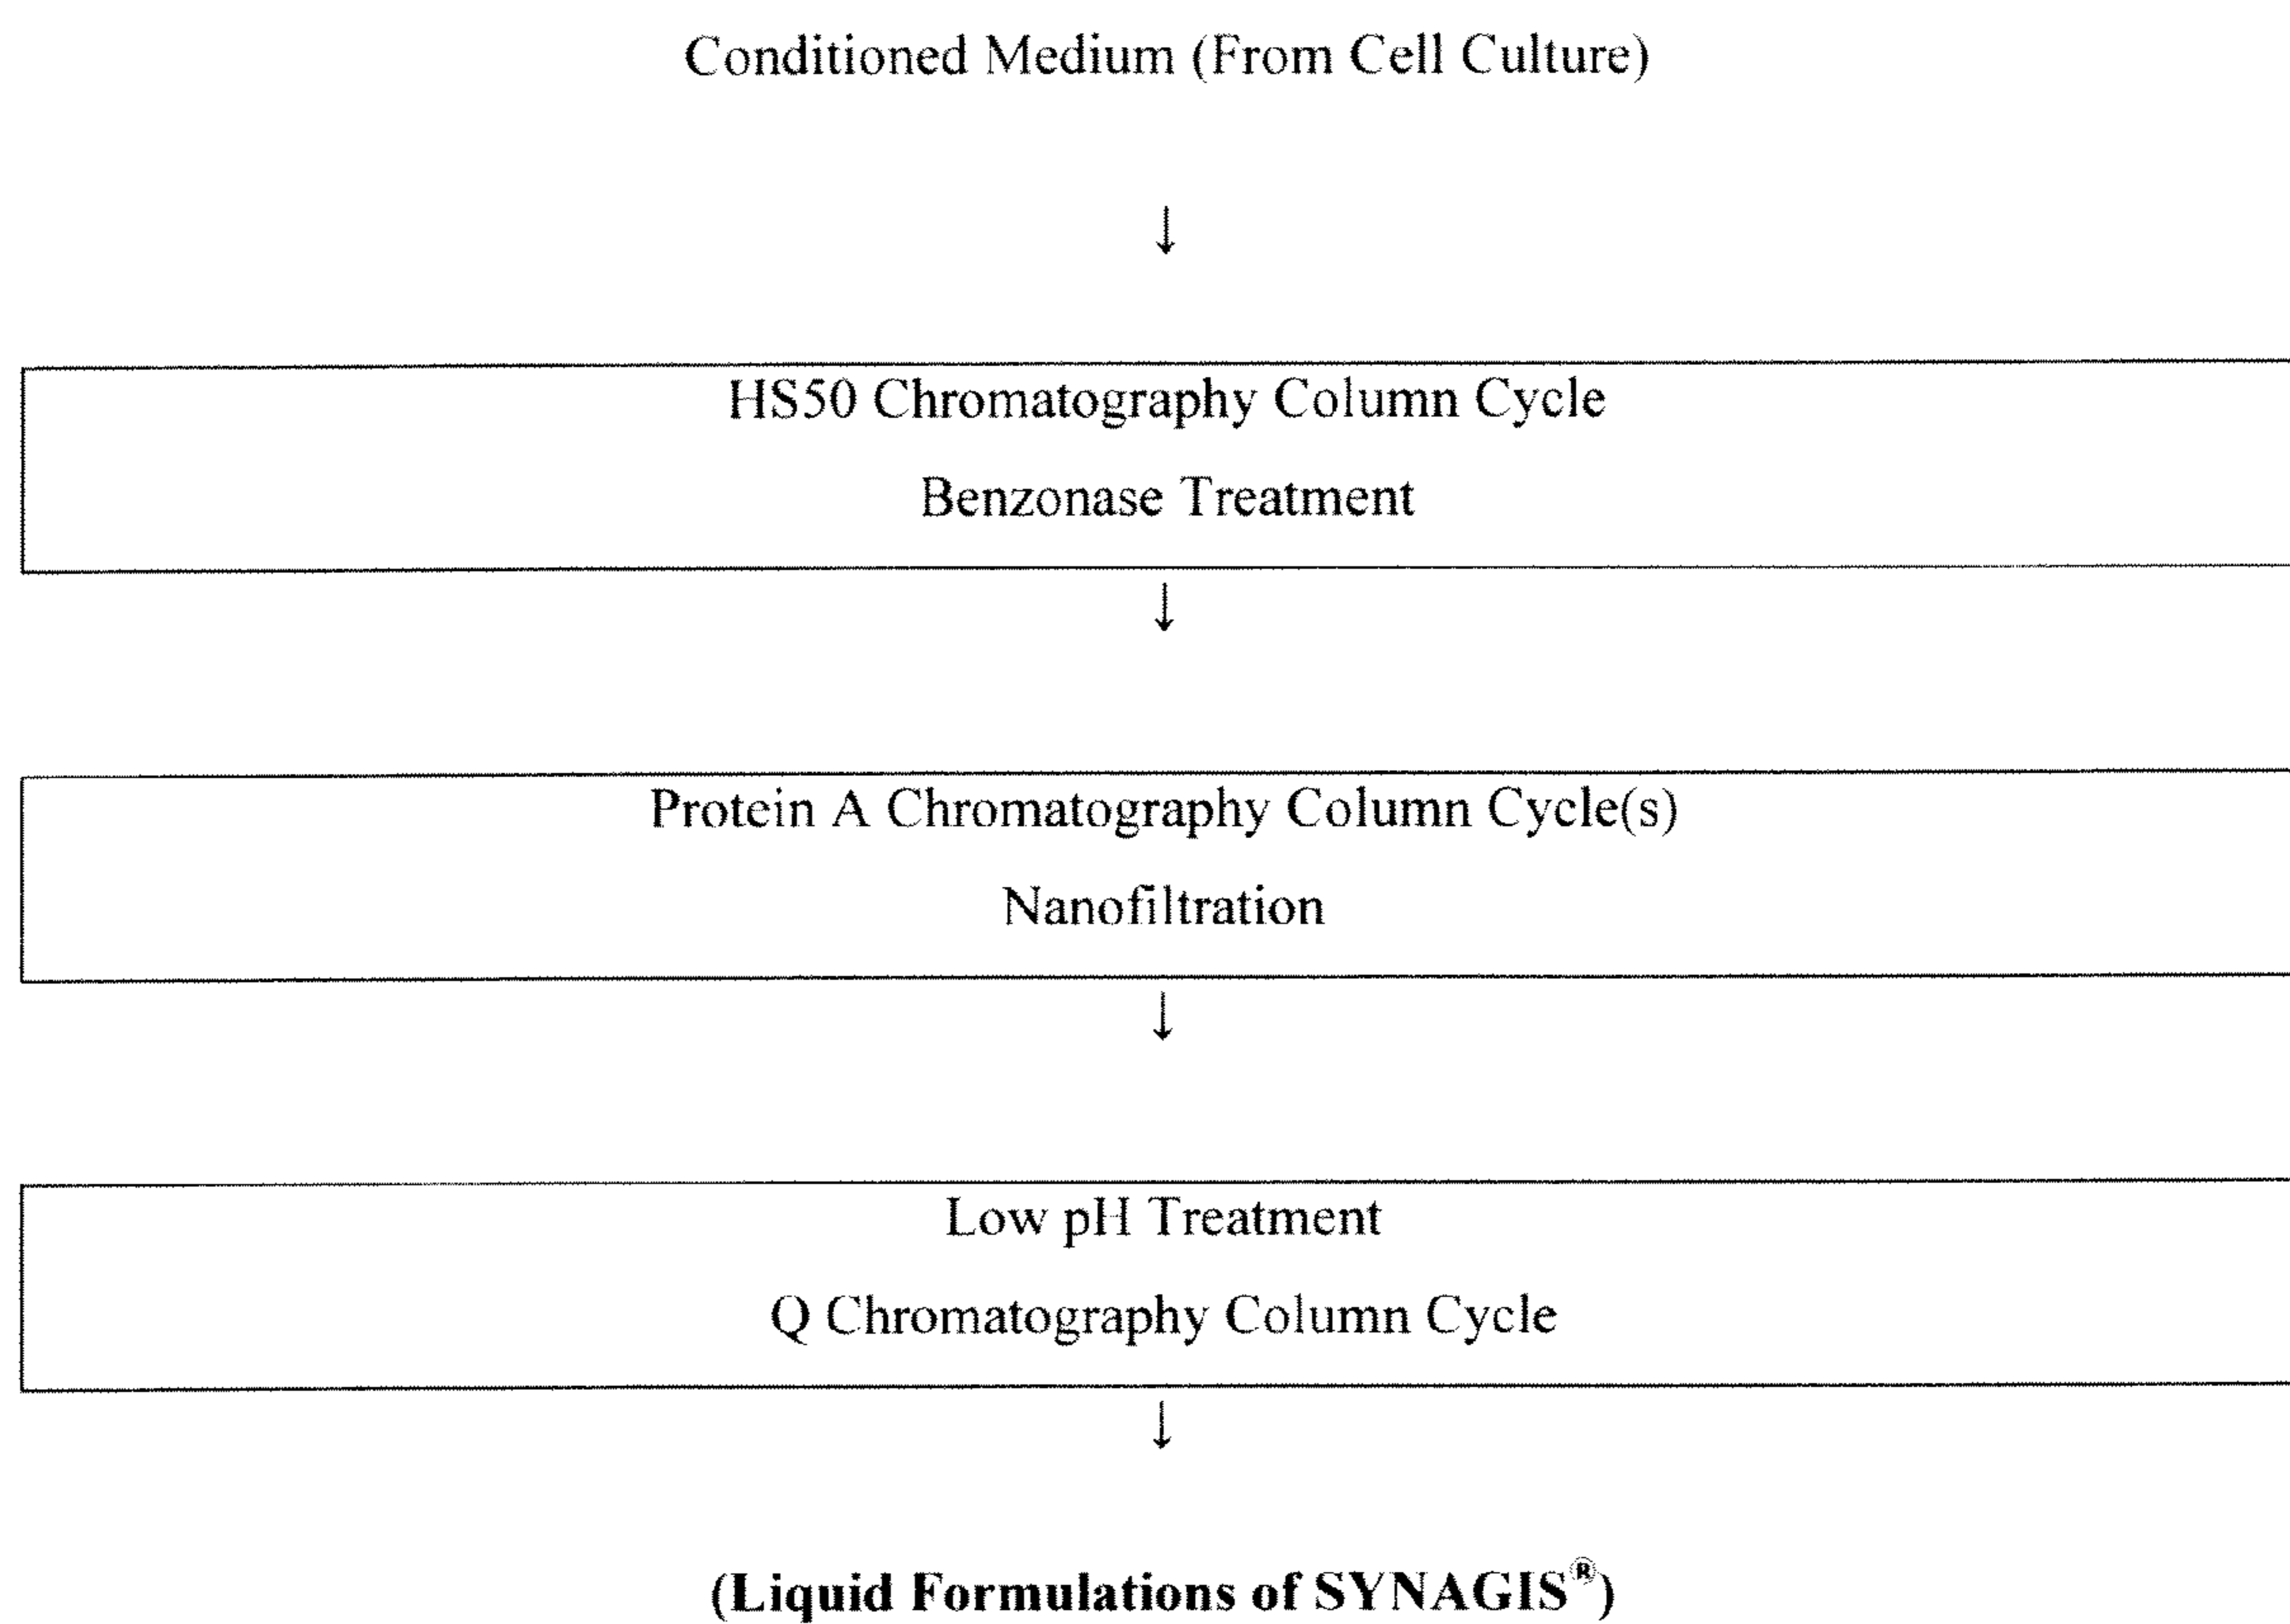 Conditioned Medium (From Cell Culture)
↓
HS50 Chromatography Column Cycle
Benzonase Treatment
↓
Protein A Chromatography Column Cycle(s)
Nanofiltration
↓
Low pH Treatment
Q Chromatography Column Cycle
↓
(Liquid Formulations of SYNAGIS®)